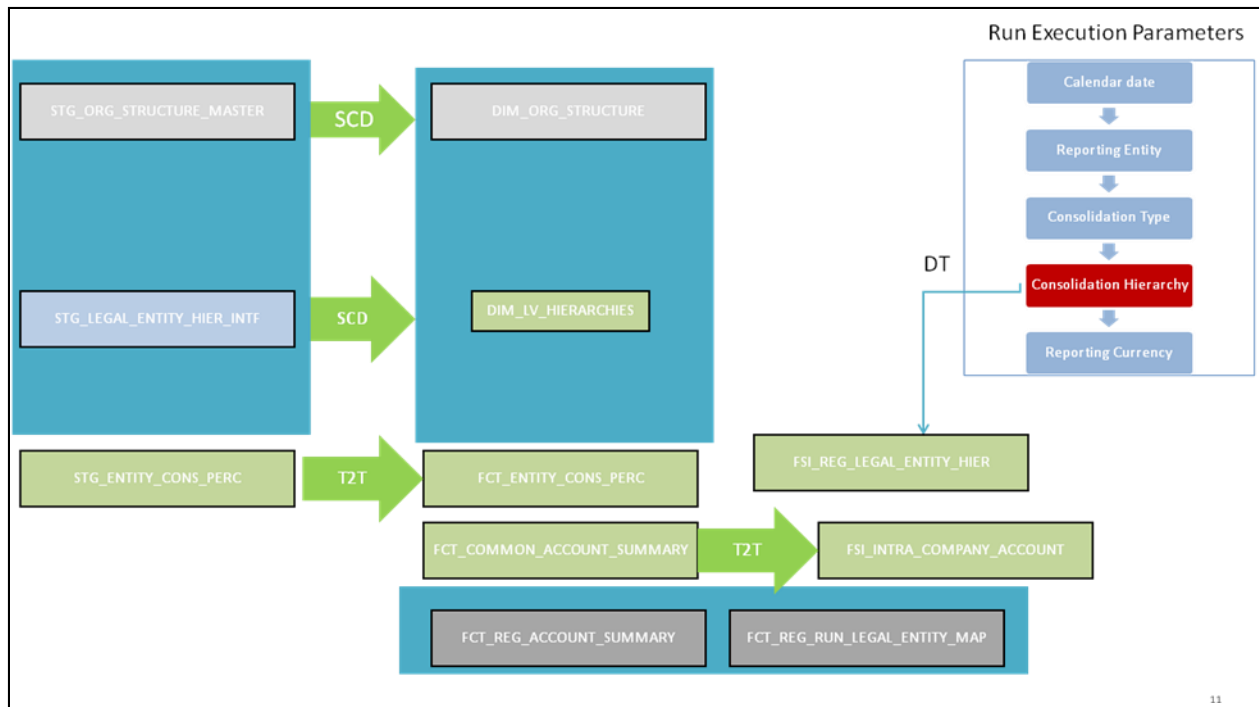 Run Execution Parameters
STG_ORG_STRUCTURE_MASTER
SCD
DIM_ORG_STRUCTURE
Calendar date
Reporting Entity
Consolidation Type
DT
Consolidation Hierarchy
STG_LEGAL_ENTITY_HIER_INTF
SCD
DIM_LV_HIERARCHIES
Reporting Currency
STG_ENTITY_CONS_PERC
T2T
FCT_ENTITY_CONS_PERC
FSI_REG_LEGAL_ENTITY_HIER
FCT_COMMON_ACCOUNT_SUMMARY
T2T
FSI_INTRA_COMPANY_ACCOUNT
FCT_REG_ACCOUNT_SUMMARY
FCT_REG_RUN_LEGAL_ENTITY_MAP
11